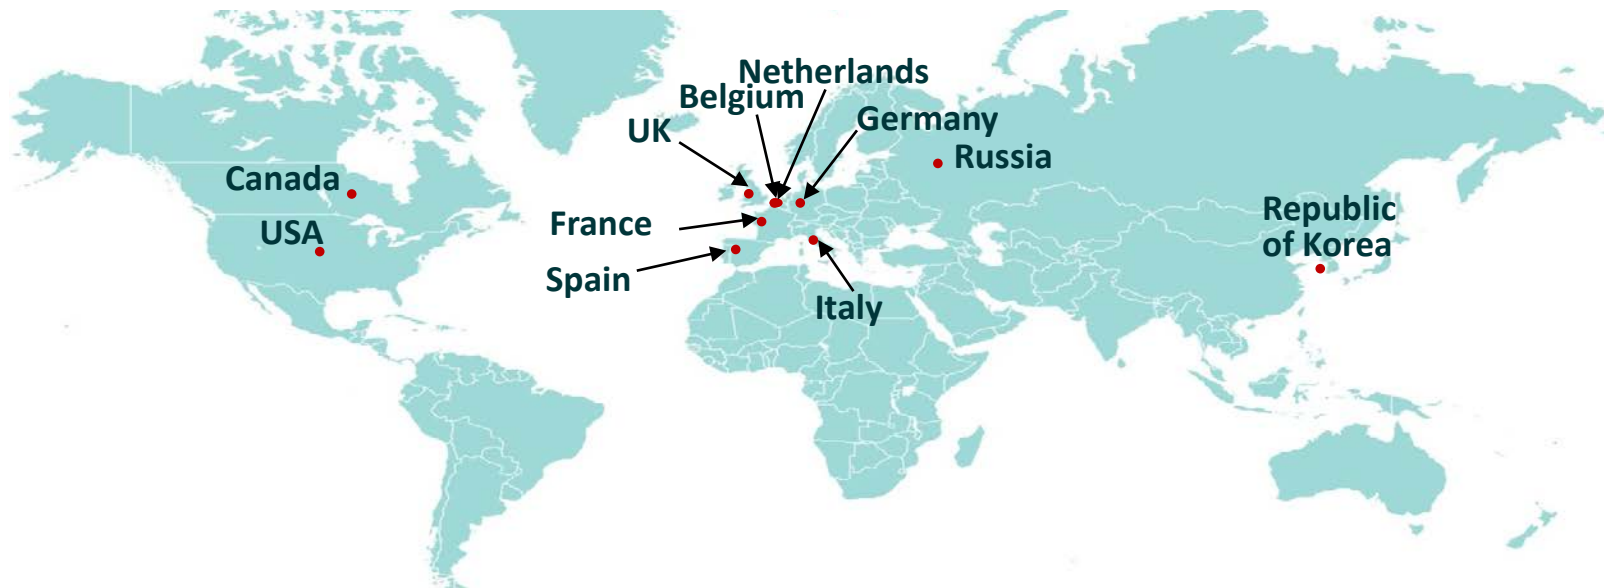 Netherlands
Belgium
Germany
UK
Russia
Canada
Republic
of Korea
France
USA
Spain
Italy